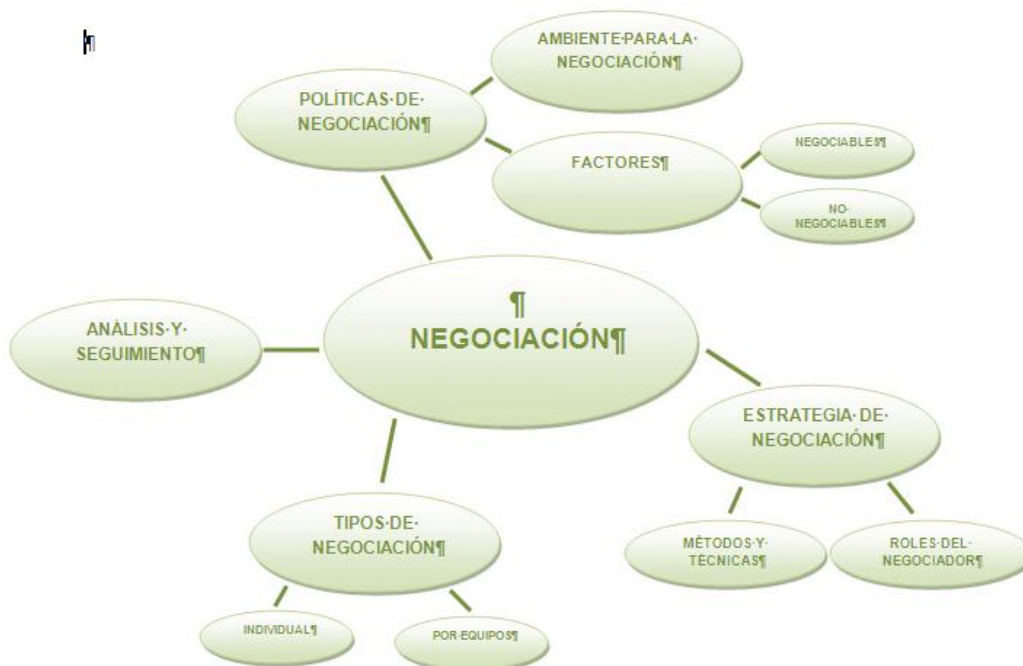 ¶
AMBIENTE·PARA·LA·
NEGOCIACIÓN¶
POLÍTICAS·DE·
NEGOCIACIÓN¶
FACTORES¶
NEGOCIABLES¶
NO·
NEGOCIABLES¶
¶
NEGOCIACIÓN¶
ANÁLISIS·Y·
SEGUIMIENTO¶
ESTRATEGIA·DE·
NEGOCIACIÓN¶
MÉTODOS·Y·
TÉCNICAS¶
ROLES·DEL·
NEGOCIADOR¶
TIPOS·DE·
NEGOCIACIÓN¶
INDIVIDUAL¶
POR·EQUIPOS¶